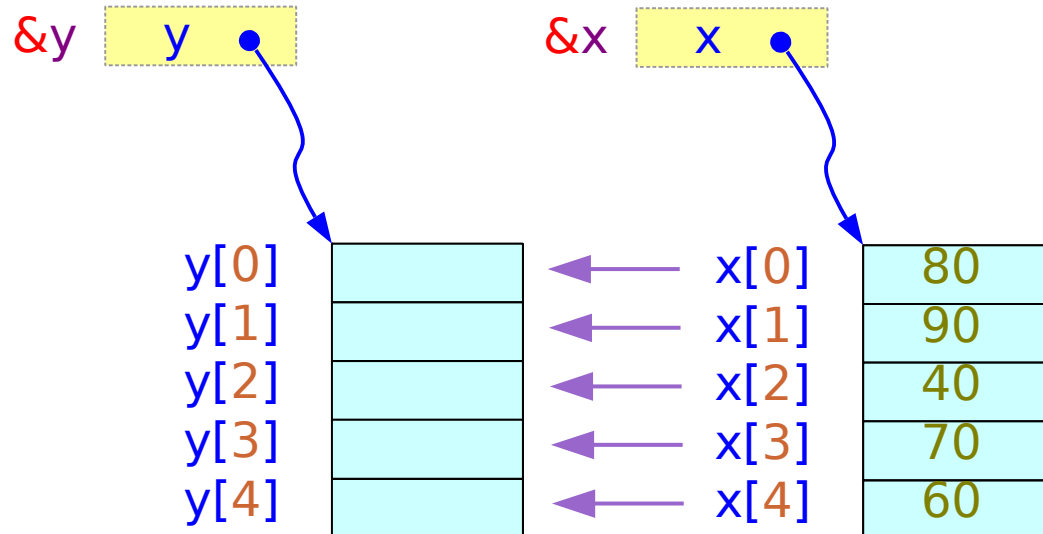 &y y &x x
y[0] x[0] 80
y[1] x[1] 90
y[2] x[2] 40
y[3] x[3] 70
y[4] x[4] 60